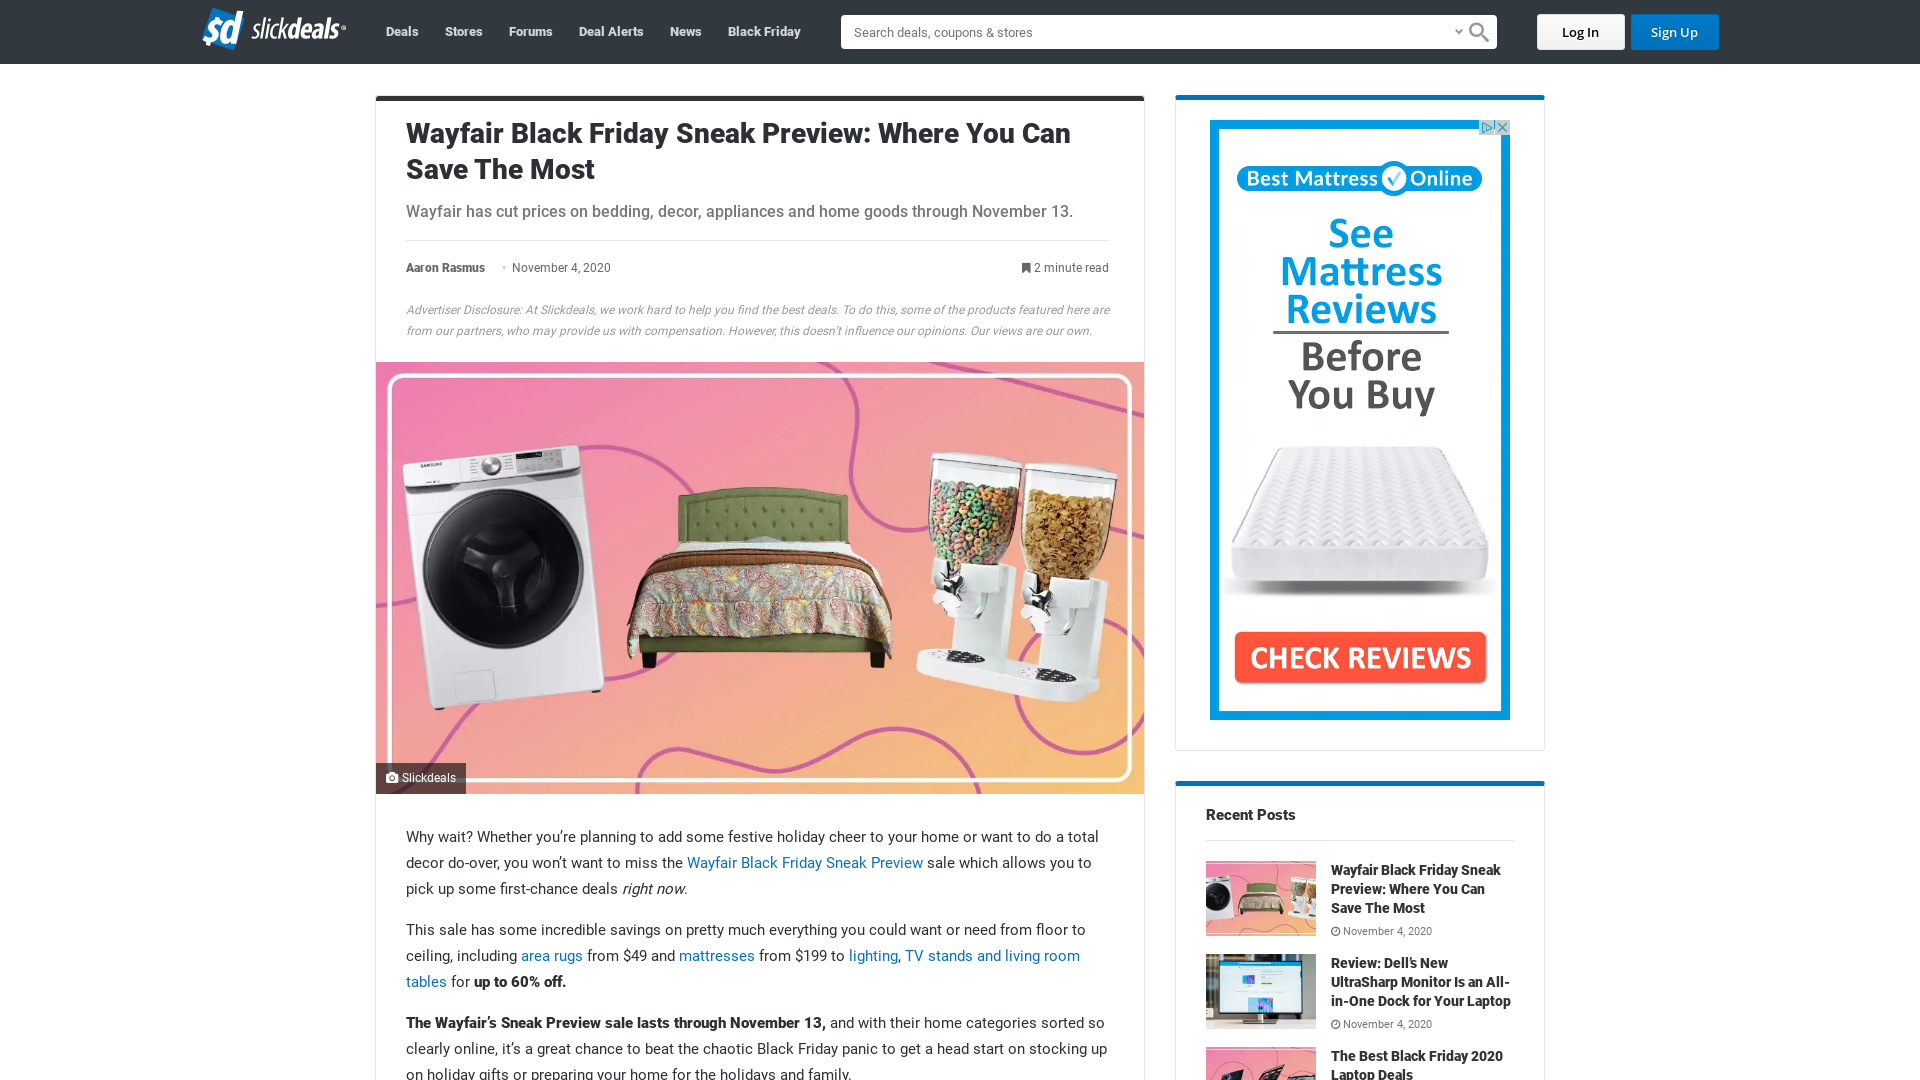 sd slickdeals®
Deals
Stores
Forums
Deal Alerts
News
Black Friday
Search deals, coupons & stores
Log In
Sign Up
Wayfair Black Friday Sneak Preview: Where You Can
Save The Most
Wayfair has cut prices on bedding, decor, appliances and home goods through November 13.
Aaron Rasmus • November 4, 2020
2 minute read
Advertiser Disclosure: At Slickdeals, we work hard to help you find the best deals. To do this, some of the products featured here are
from our partners, who may provide us with compensation. However, this doesn't influence our opinions. Our views are our own.
SAMSUNG
Slickdeals
Why wait? Whether you’re planning to add some festive holiday cheer to your home or want to do a total
decor do-over, you won’t want to miss the Wayfair Black Friday Sneak Preview sale which allows you to
pick up some first-chance deals right now.
This sale has some incredible savings on pretty much everything you could want or need from floor to
ceiling, including area rugs from $49 and mattresses from $199 to lighting, TV stands and living room
tables for up to 60% off.
The Wayfair’s Sneak Preview sale lasts through November 13, and with their home categories sorted so
clearly online, it’s a great chance to beat the chaotic Black Friday panic to get a head start on stocking up
on holiday gifts or preparing your home for the holidays and family.
Best Mattress Online
See
Mattress
Reviews
Before
You Buy
CHECK REVIEWS
Recent Posts
Wayfair Black Friday Sneak
Preview: Where You Can
Save The Most
November 4, 2020
Review: Dell’s New
UltraSharp Monitor Is an All-
in-One Dock for Your Laptop
November 4, 2020
The Best Black Friday 2020
Laptop Deals